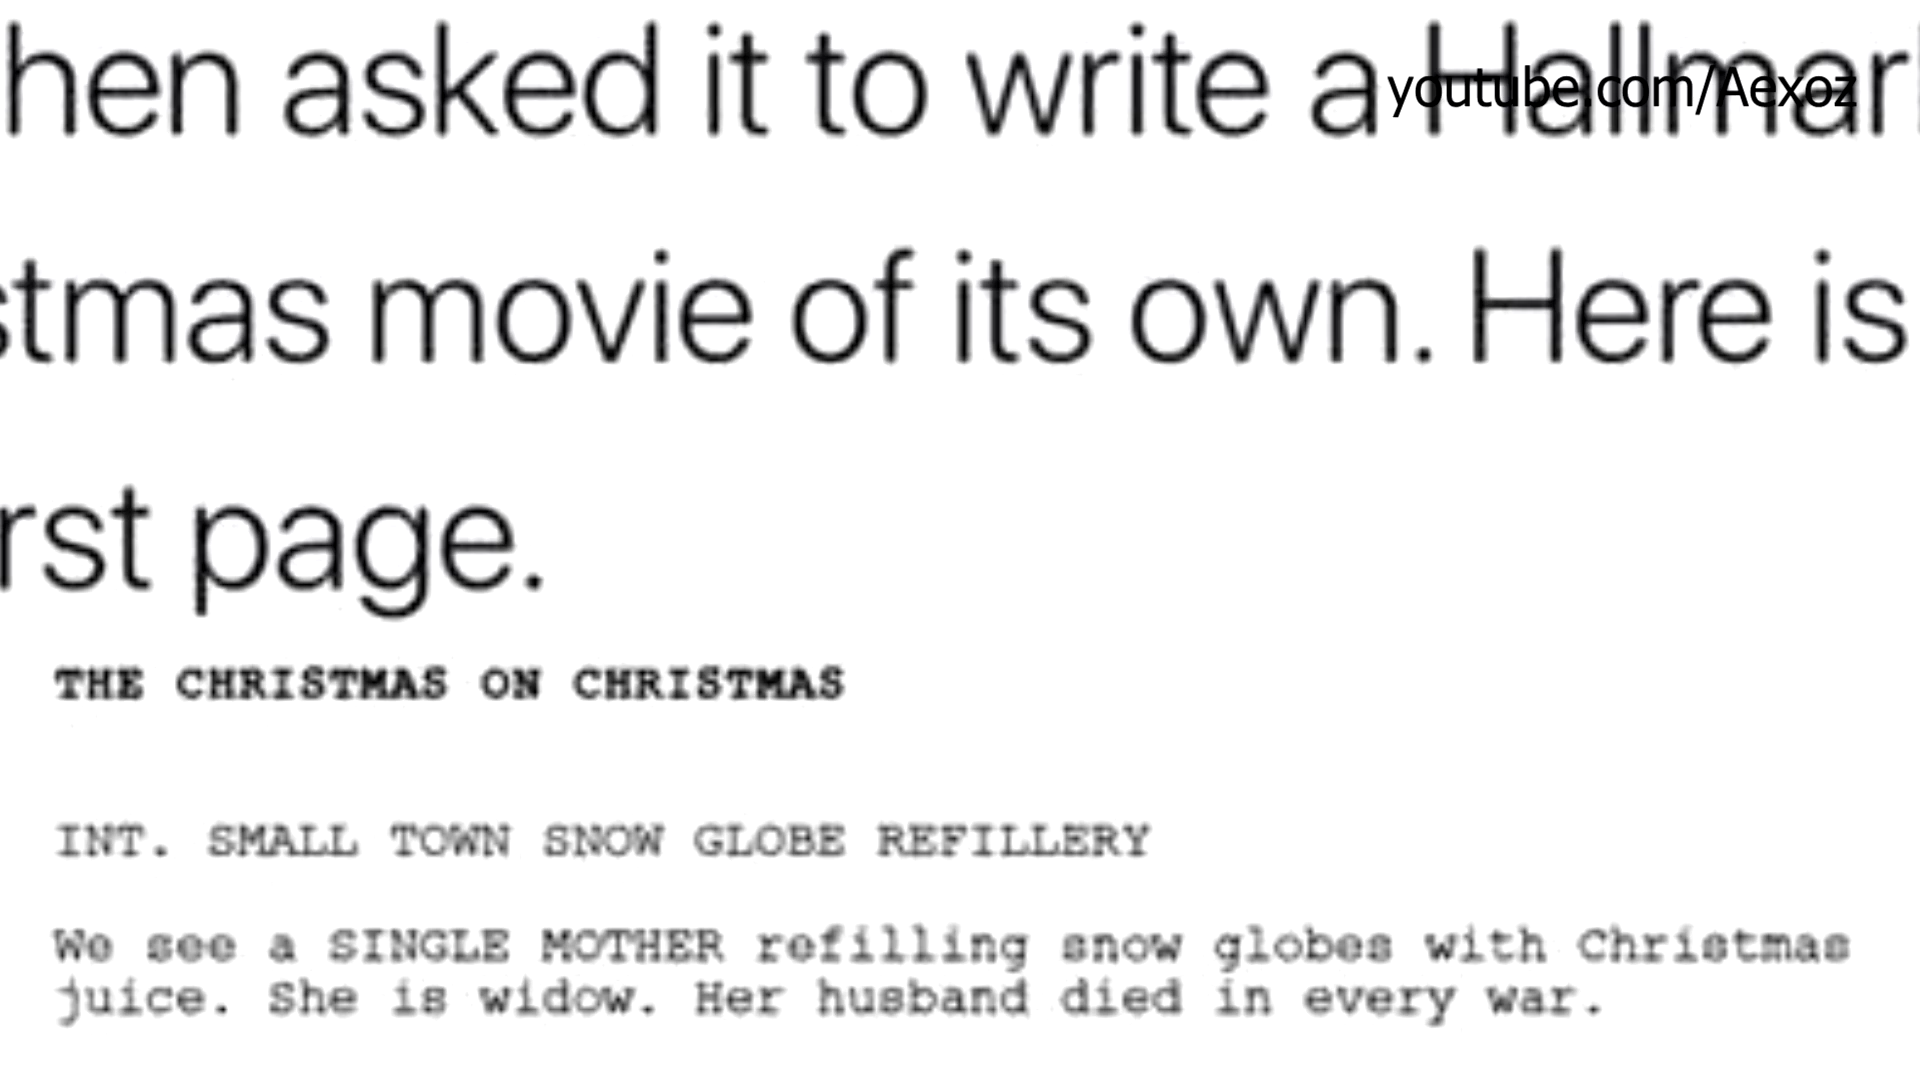 hen asked it to write a Hallmar
youtube.com/Aexoz
stmas movie of its own. Here is
rst page.
THE CHRISTMAS ON CHRISTMAS
INT. SMALL TOWN SNOW GLOBE REFILLERY
We see a SINGLE MOTHER refilling snow globes with Christmas
juice. She is widow. Her husband died in every war.